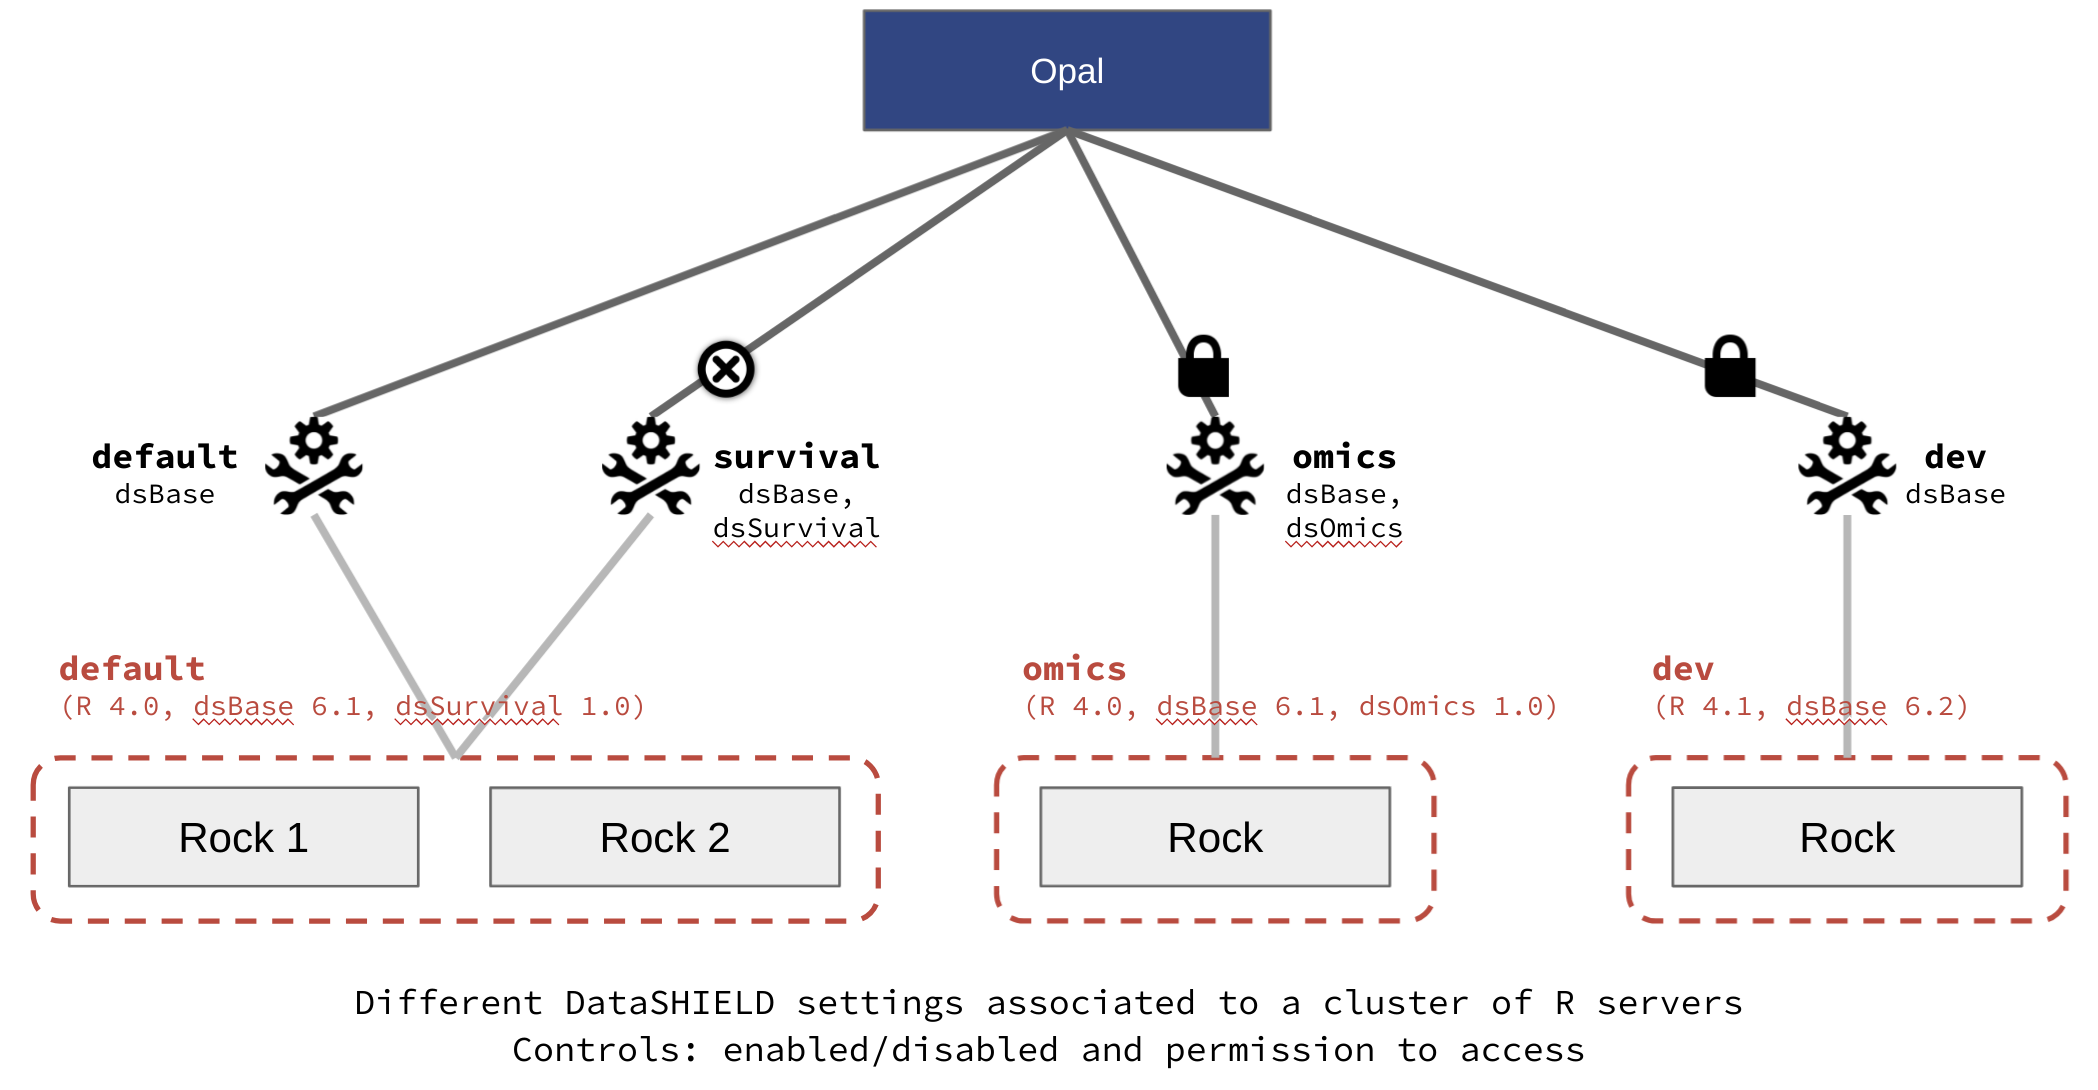 Opal
default
dsBase
survival
dsBase,
dsSurvival
omics
dsBase,
dsOmics
dev
dsBase
default
(R 4.0, dsBase 6.1, dsSurvival 1.0)
omics
(R 4.0, dsBase 6.1, dsOmics 1.0)
dev
(R 4.1, dsBase 6.2)
Rock 1
Rock 2
Rock
Rock
Different DataSHIELD settings associated to a cluster of R servers
Controls: enabled/disabled and permission to access